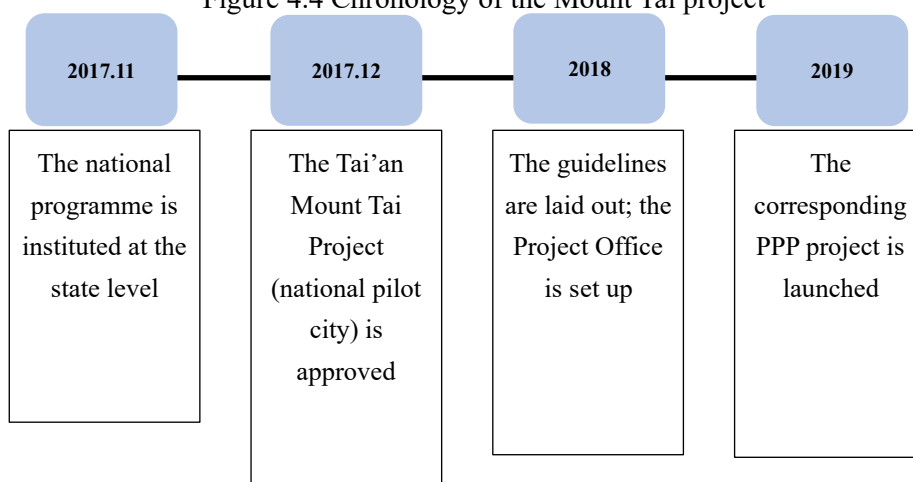 Figure 4.4 Chronology of the Mount Tai project
2017.11
2017.12
2018
2019
The national
programme is
instituted at the
state level
The Tai’an
Mount Tai
Project
(national pilot
city) is
approved
The guidelines
are laid out; the
Project Office
is set up
The
corresponding
PPP project is
launched